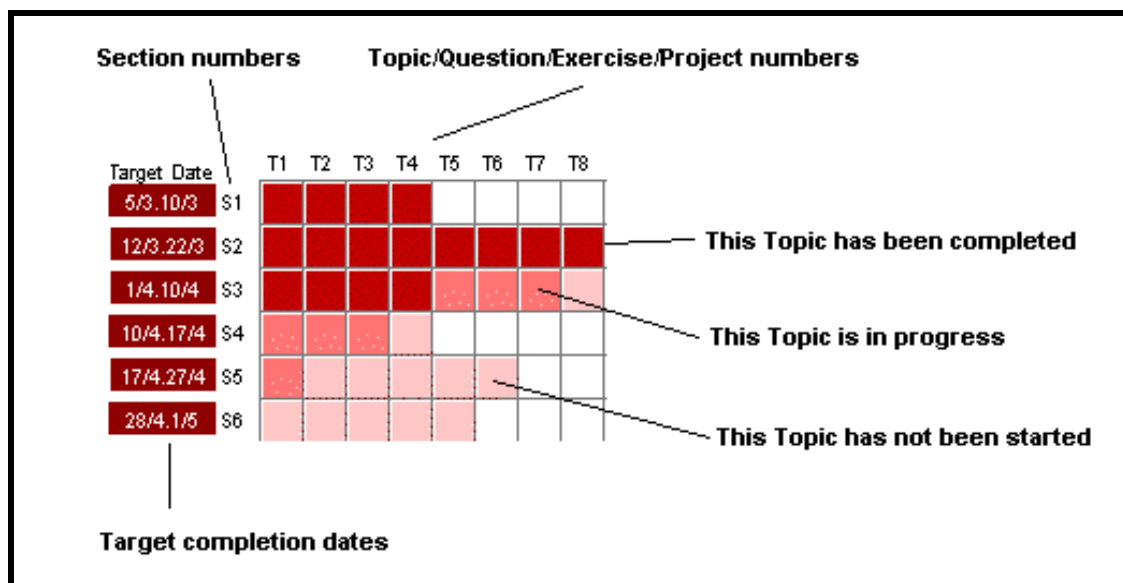 Section numbers Topic/Question/Exercise/Project numbers
Target Date T1 T2 T3 T4 T5 T6 T7 T8
5/3.10/3 S1
12/3.22/3 S2 This Topic has been completed
1/4.10/4 S3
10/4.17/4 S4 This Topic is in progress
17/4.27/4 S5
28/4.1/5 S6 This Topic has not been started
Target completion dates